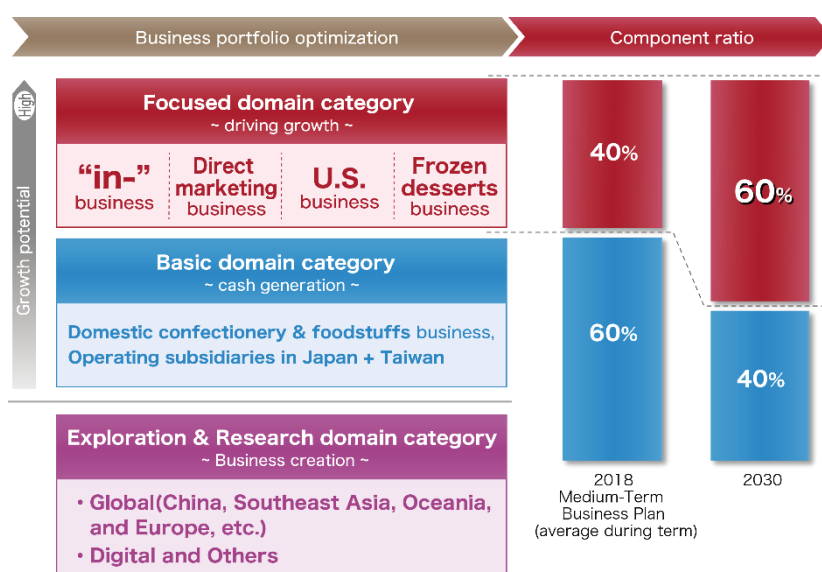 Business portfolio optimization
Component ratio
High
Growth potential
Focused domain category
~ driving growth ~
“in-”
business
Direct
marketing
business
U.S.
business
Frozen
desserts
business
Basic domain category
~ cash generation ~
Domestic confectionery & foodstuffs business,
Operating subsidiaries in Japan + Taiwan
Exploration & Research domain category
~ Business creation ~
・Global(China, Southeast Asia, Oceania,
and Europe, etc.)
・Digital and Others
40%
60%
60%
40%
2018
Medium-Term
Business Plan
(average during term)
2030